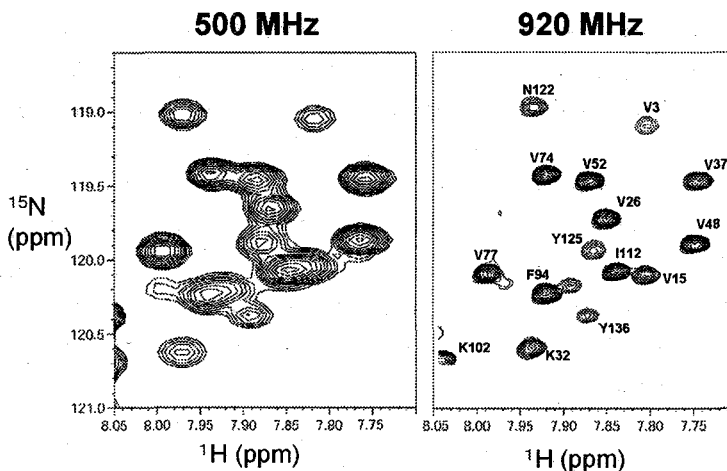 500 MHz
920 MHz
119.0
119.5
120.0
120.5
121.0
15N
(ppm)
8.05 8.00 7.95 7.90 7.85 7.80 7.75
1H (ppm)
N122
V3
V74
V52
V37
V26
V48
Y125
V77
I112
F94
V15
Y136
K102
K32
8.05 8.00 7.95 7.90 7.85 7.80 7.75
1H (ppm)